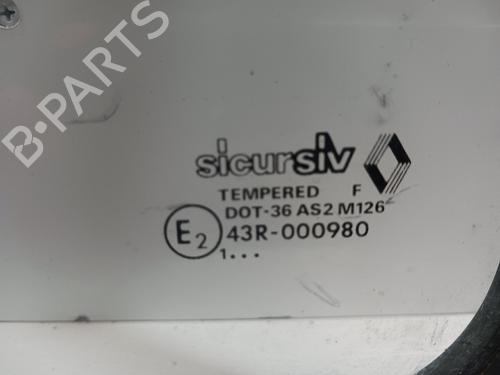 B-PARTS
sicursiv
TEMPERED F
DOT-36 AS2 M126
E2 43R-000980
1...